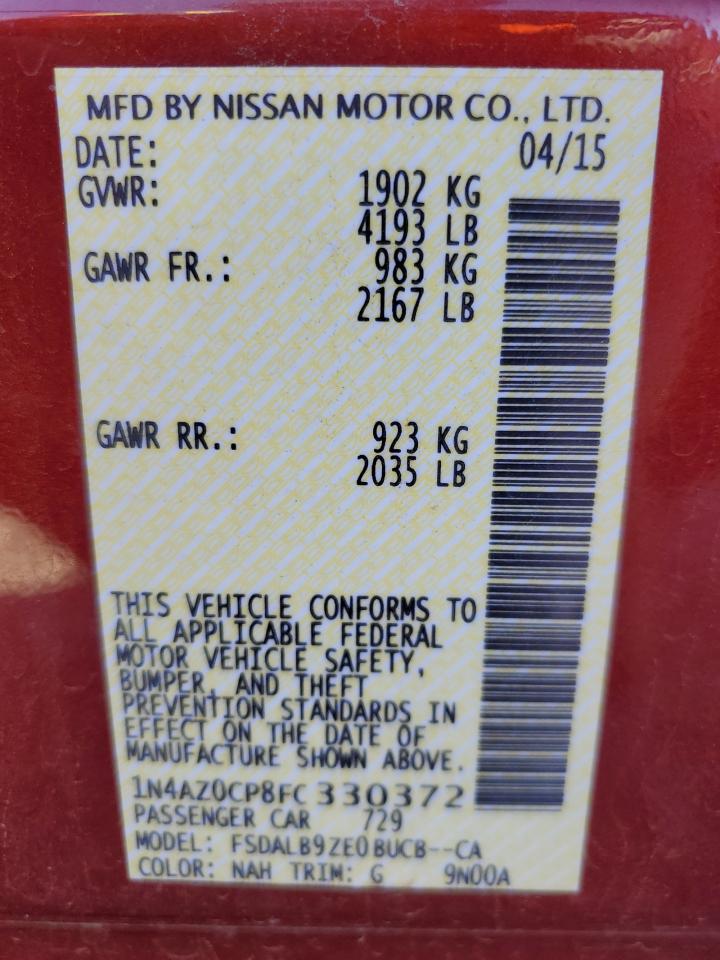 MFD BY NISSAN MOTOR CO., LTD.
DATE: 04/15
GVWR: 1902 KG
4193 LB
GAWR FR.: 983 KG
2167 LB
GAWR RR.: 923 KG
2035 LB
THIS VEHICLE CONFORMS TO
ALL APPLICABLE FEDERAL
MOTOR VEHICLE SAFETY,
BUMPER, AND THEFT
PREVENTION STANDARDS IN
EFFECT ON THE DATE OF
MANUFACTURE SHOWN ABOVE.
1N4AZ0CP8FC 330372
PASSENGER CAR 729
MODEL: FSDALB9ZE0BUCB--CA
COLOR: NAH TRIM: G 9N00A